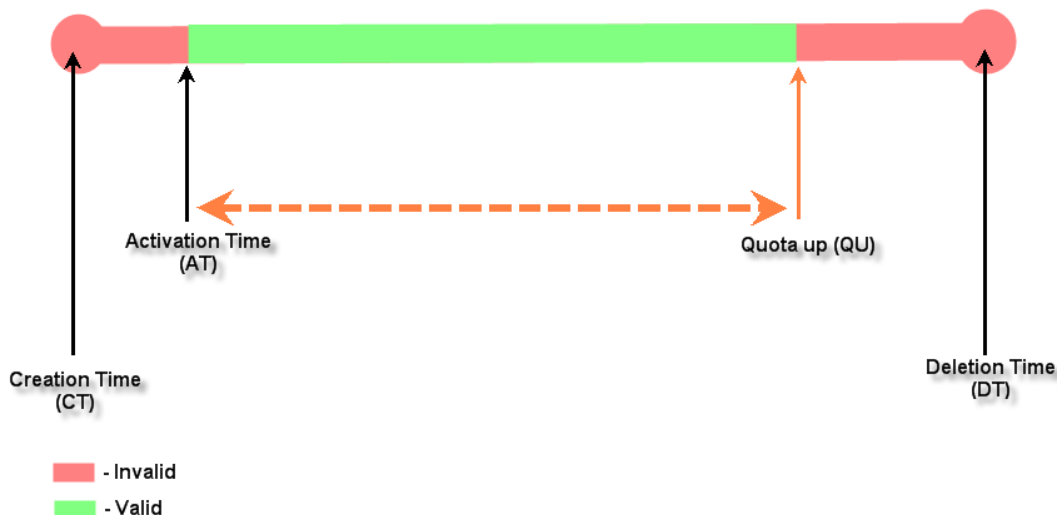 Activation Time
(AT)
Quota up (QU)
Creation Time
(CT)
Deletion Time
(DT)
- Invalid
- Valid